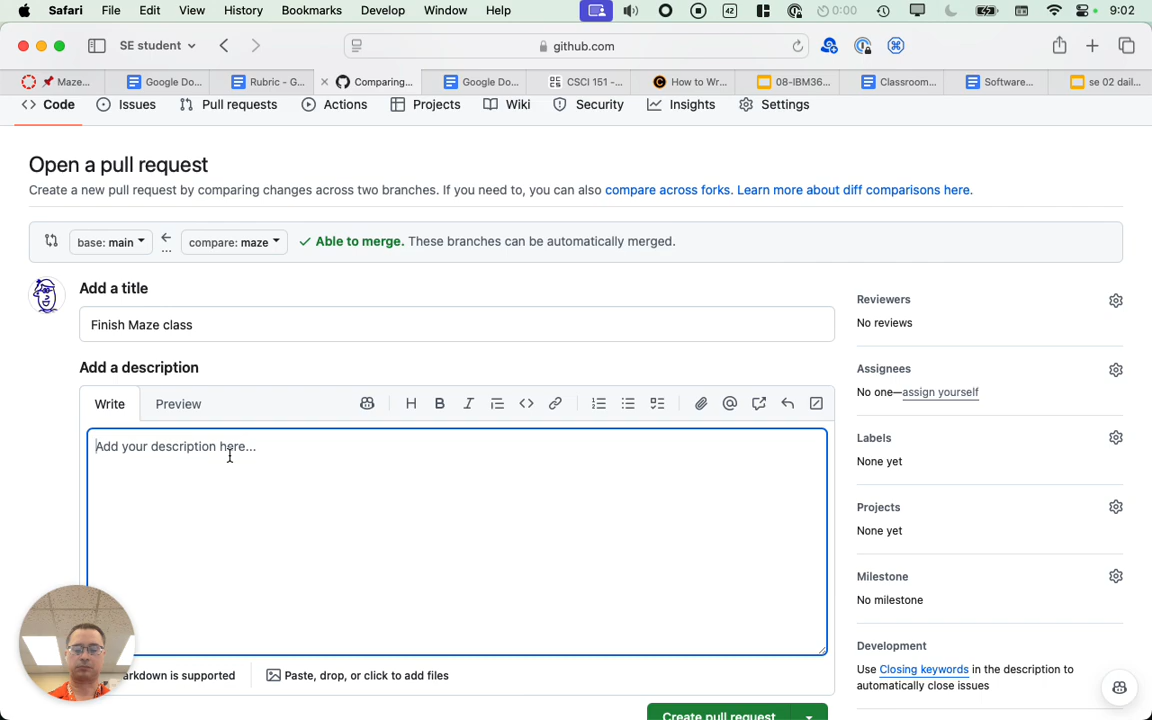 Safari File Edit View History Bookmarks Develop Window Help 42 0:00 9:02
SE student github.com
Maze... Google Do... Rubric - G... Comparing... Google Do... CSCI 151 -... How to Wr... 08-IBM36... Classroom... Software... se 02 dail...
Code Issues Pull requests Actions Projects Wiki Security Insights Settings
Open a pull request
Create a new pull request by comparing changes across two branches. If you need to, you can also compare across forks. Learn more about diff comparisons here.
base: main compare: maze Able to merge. These branches can be automatically merged.
...
Add a title
Finish Maze class
Add a description
Write Preview
Add your description here...
arkdown is supported Paste, drop, or click to add files
Create pull request
Reviewers
No reviews
Assignees
No one—assign yourself
Labels
None yet
Projects
None yet
Milestone
No milestone
Development
Use Closing keywords in the description to
automatically close issues